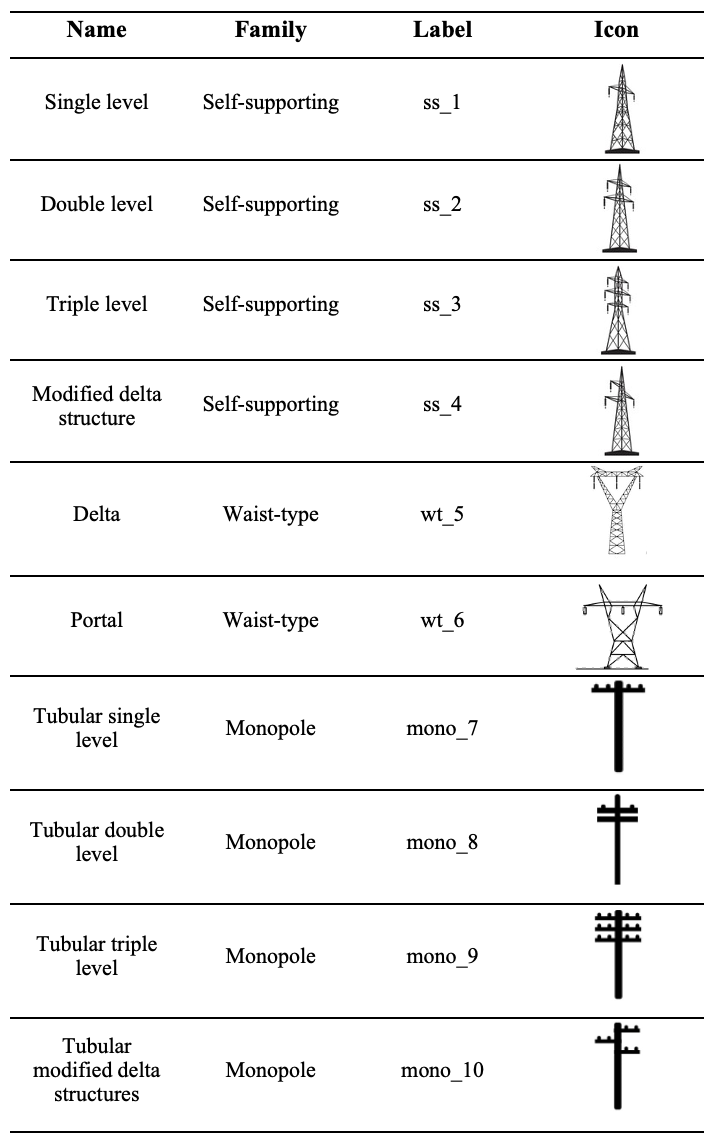 Name Family Label Icon
Single level Self-supporting ss_1
Double level Self-supporting ss_2
Triple level Self-supporting ss_3
Modified delta
structure Self-supporting ss_4
Delta Waist-type wt_5
Portal Waist-type wt_6
Tubular single
level Monopole mono_7
Tubular double
level Monopole mono_8
Tubular triple
level Monopole mono_9
Tubular
modified delta
structures Monopole mono_10